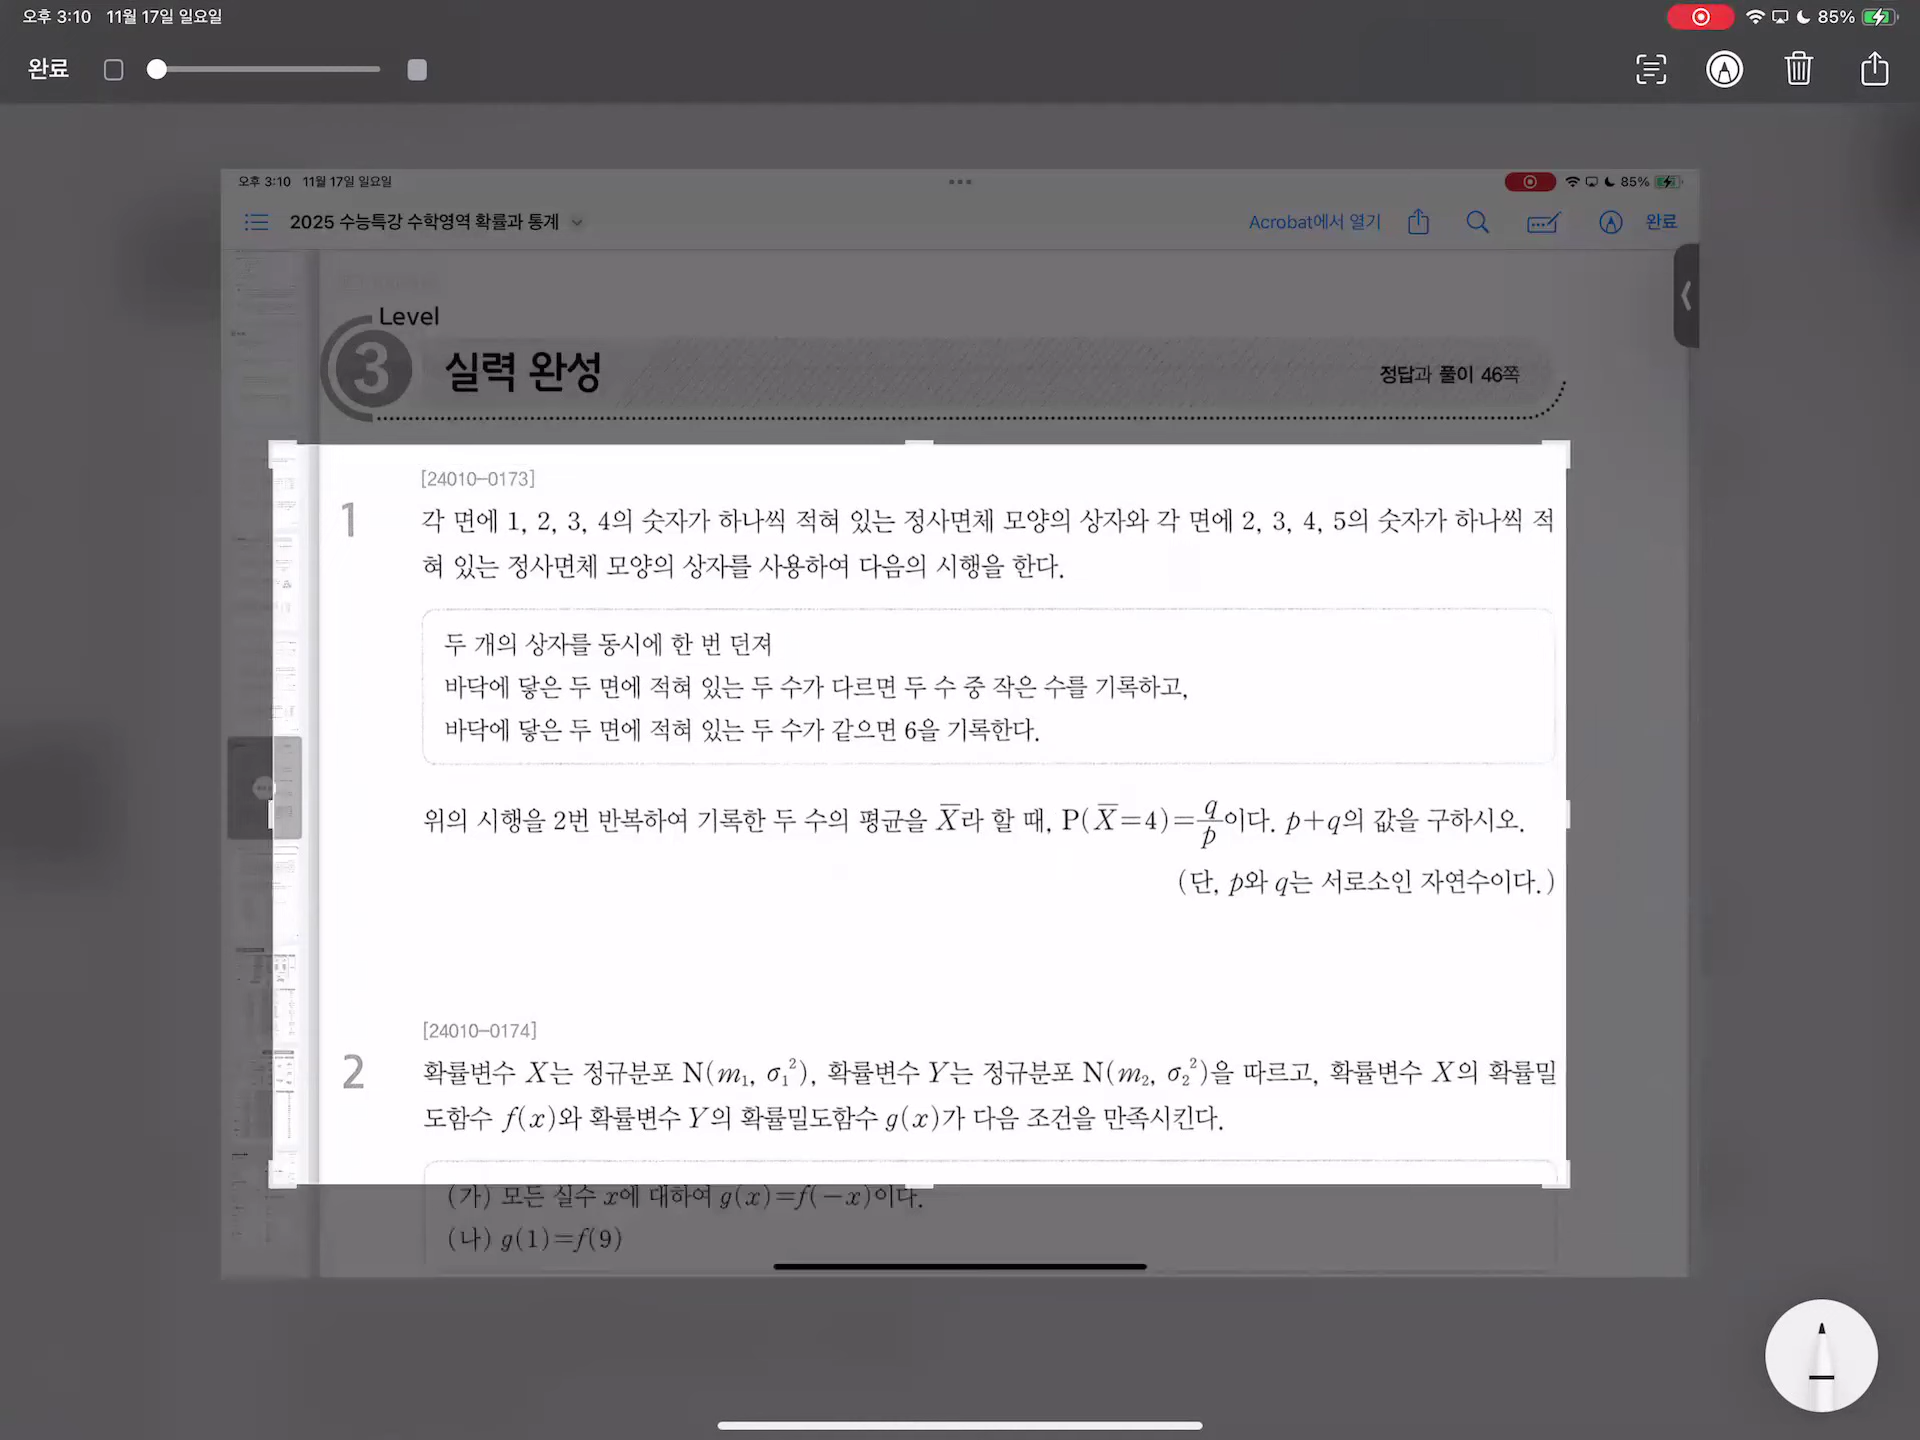 오후 3:10 11월 17일 일요일
85%
완료
오후 3:10 11월 17일 일요일
85%
2025 수능특강 수학영역 확률과 통계
Acrobat에서 열기
완료
Level
3 실력 완성
정답과 풀이 46쪽
[24010-0173]
1 각 면에 1, 2, 3, 4의 숫자가 하나씩 적혀 있는 정사면체 모양의 상자와 각 면에 2, 3, 4, 5의 숫자가 하나씩 적
혀 있는 정사면체 모양의 상자를 사용하여 다음의 시행을 한다.
두 개의 상자를 동시에 한 번 던져
바닥에 닿은 두 면에 적혀 있는 두 수가 다르면 두 수 중 작은 수를 기록하고,
바닥에 닿은 두 면에 적혀 있는 두 수가 같으면 6을 기록한다.
위의 시행을 2번 반복하여 기록한 두 수의 평균을 X̅라 할 때, P(X̅=4)=q/p이다. p+q의 값을 구하시오.
(단, p와 q는 서로소인 자연수이다.)
[24010-0174]
2 확률변수 X는 정규분포 N(m₁, σ₁²), 확률변수 Y는 정규분포 N(m₂, σ₂²)을 따르고, 확률변수 X의 확률밀
도함수 f(x)와 확률변수 Y의 확률밀도함수 g(x)가 다음 조건을 만족시킨다.
(가) 모든 실수 x에 대하여 g(x)=f(-x)이다.
(나) g(1)=f(9)